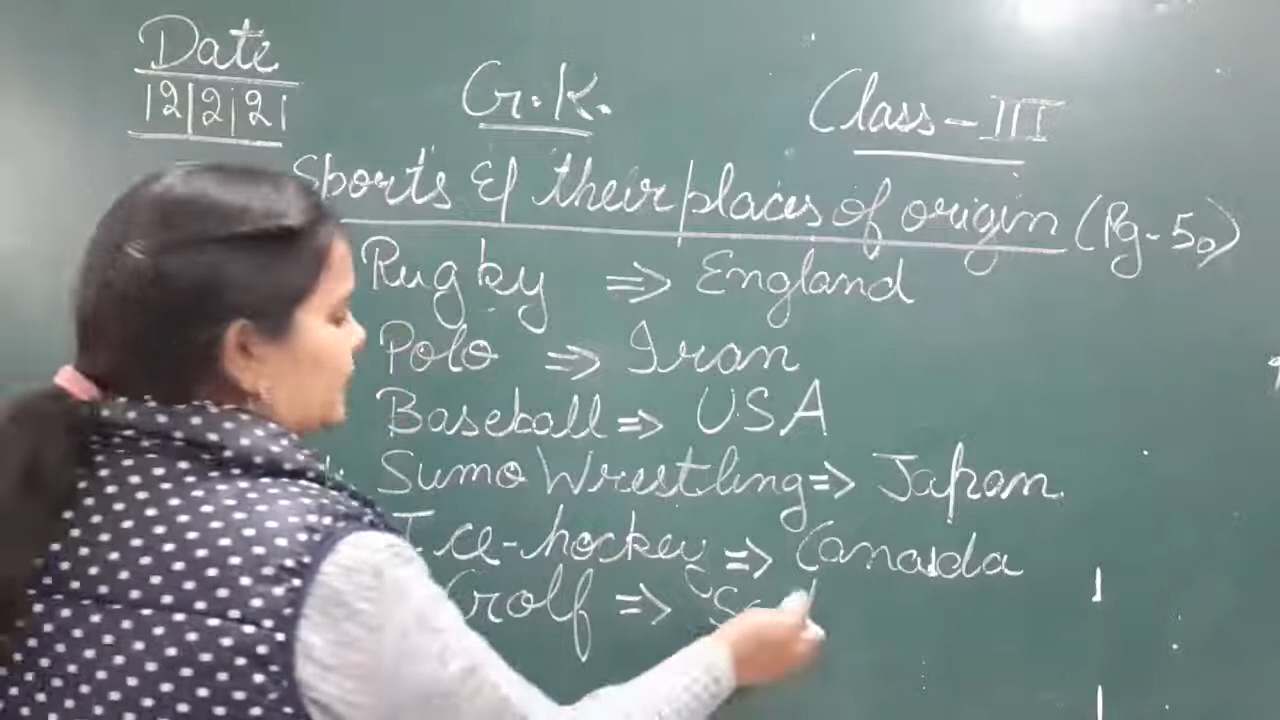 Date
12|2|21
G.K.
Class-III
Sports & their places of origin (Pg-50)
Rugby => England
Polo => Iran
Baseball => USA
Sumo Wrestling => Japan
Ice-hockey => Canada
Golf =>